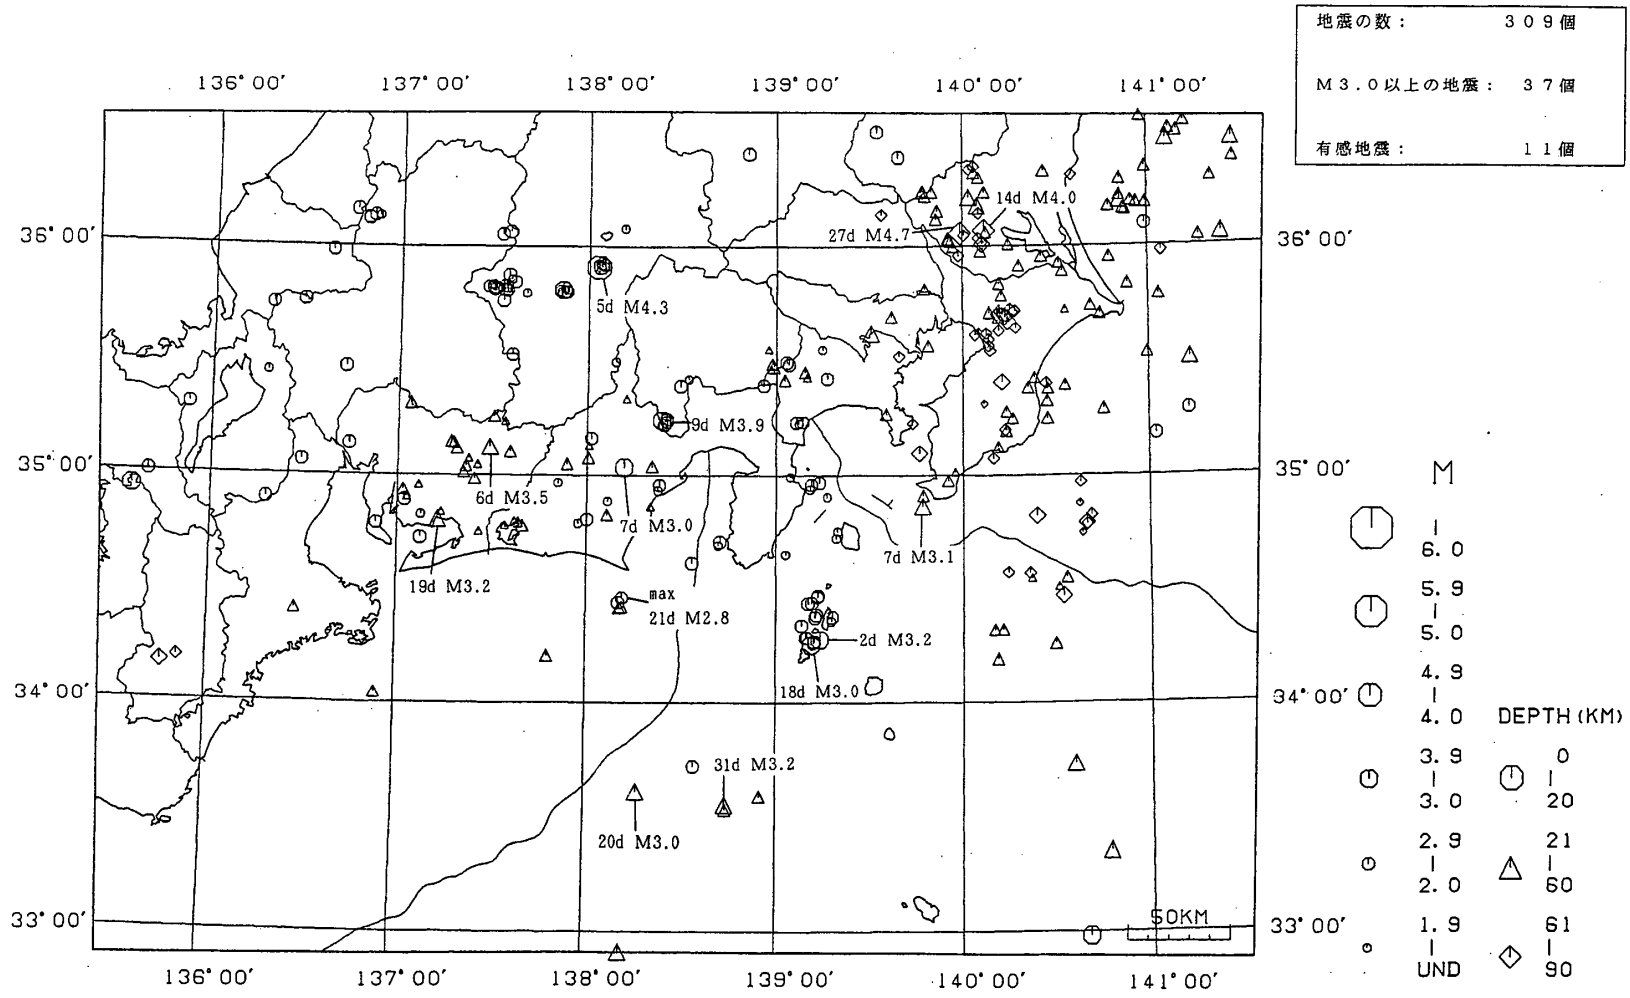 地震の数： 309個
M3.0以上の地震： 37個
有感地震： 11個
136°00′ 137°00′ 138°00′ 139°00′ 140°00′ 141°00′
14d M4.0
36°00′ 27d M4.7 36°00′
5d M4.3
9d M3.9
35°00′ 35°00′
M
6d M3.5
7d M3.0
7d M3.1
19d M3.2
max
21d M2.8
2d M3.2
18d M3.0
34°00′ 34°00′
31d M3.2
20d M3.0
33°00′ 50KM 33°00′
136°00′ 137°00′ 138°00′ 139°00′ 140°00′ 141°00′
|
6.0
5.9
|
5.0
4.9
|
4.0
3.9
|
3.0
2.9
|
2.0
1.9
|
UND
DEPTH(KM)
0
|
20
21
|
60
61
|
90